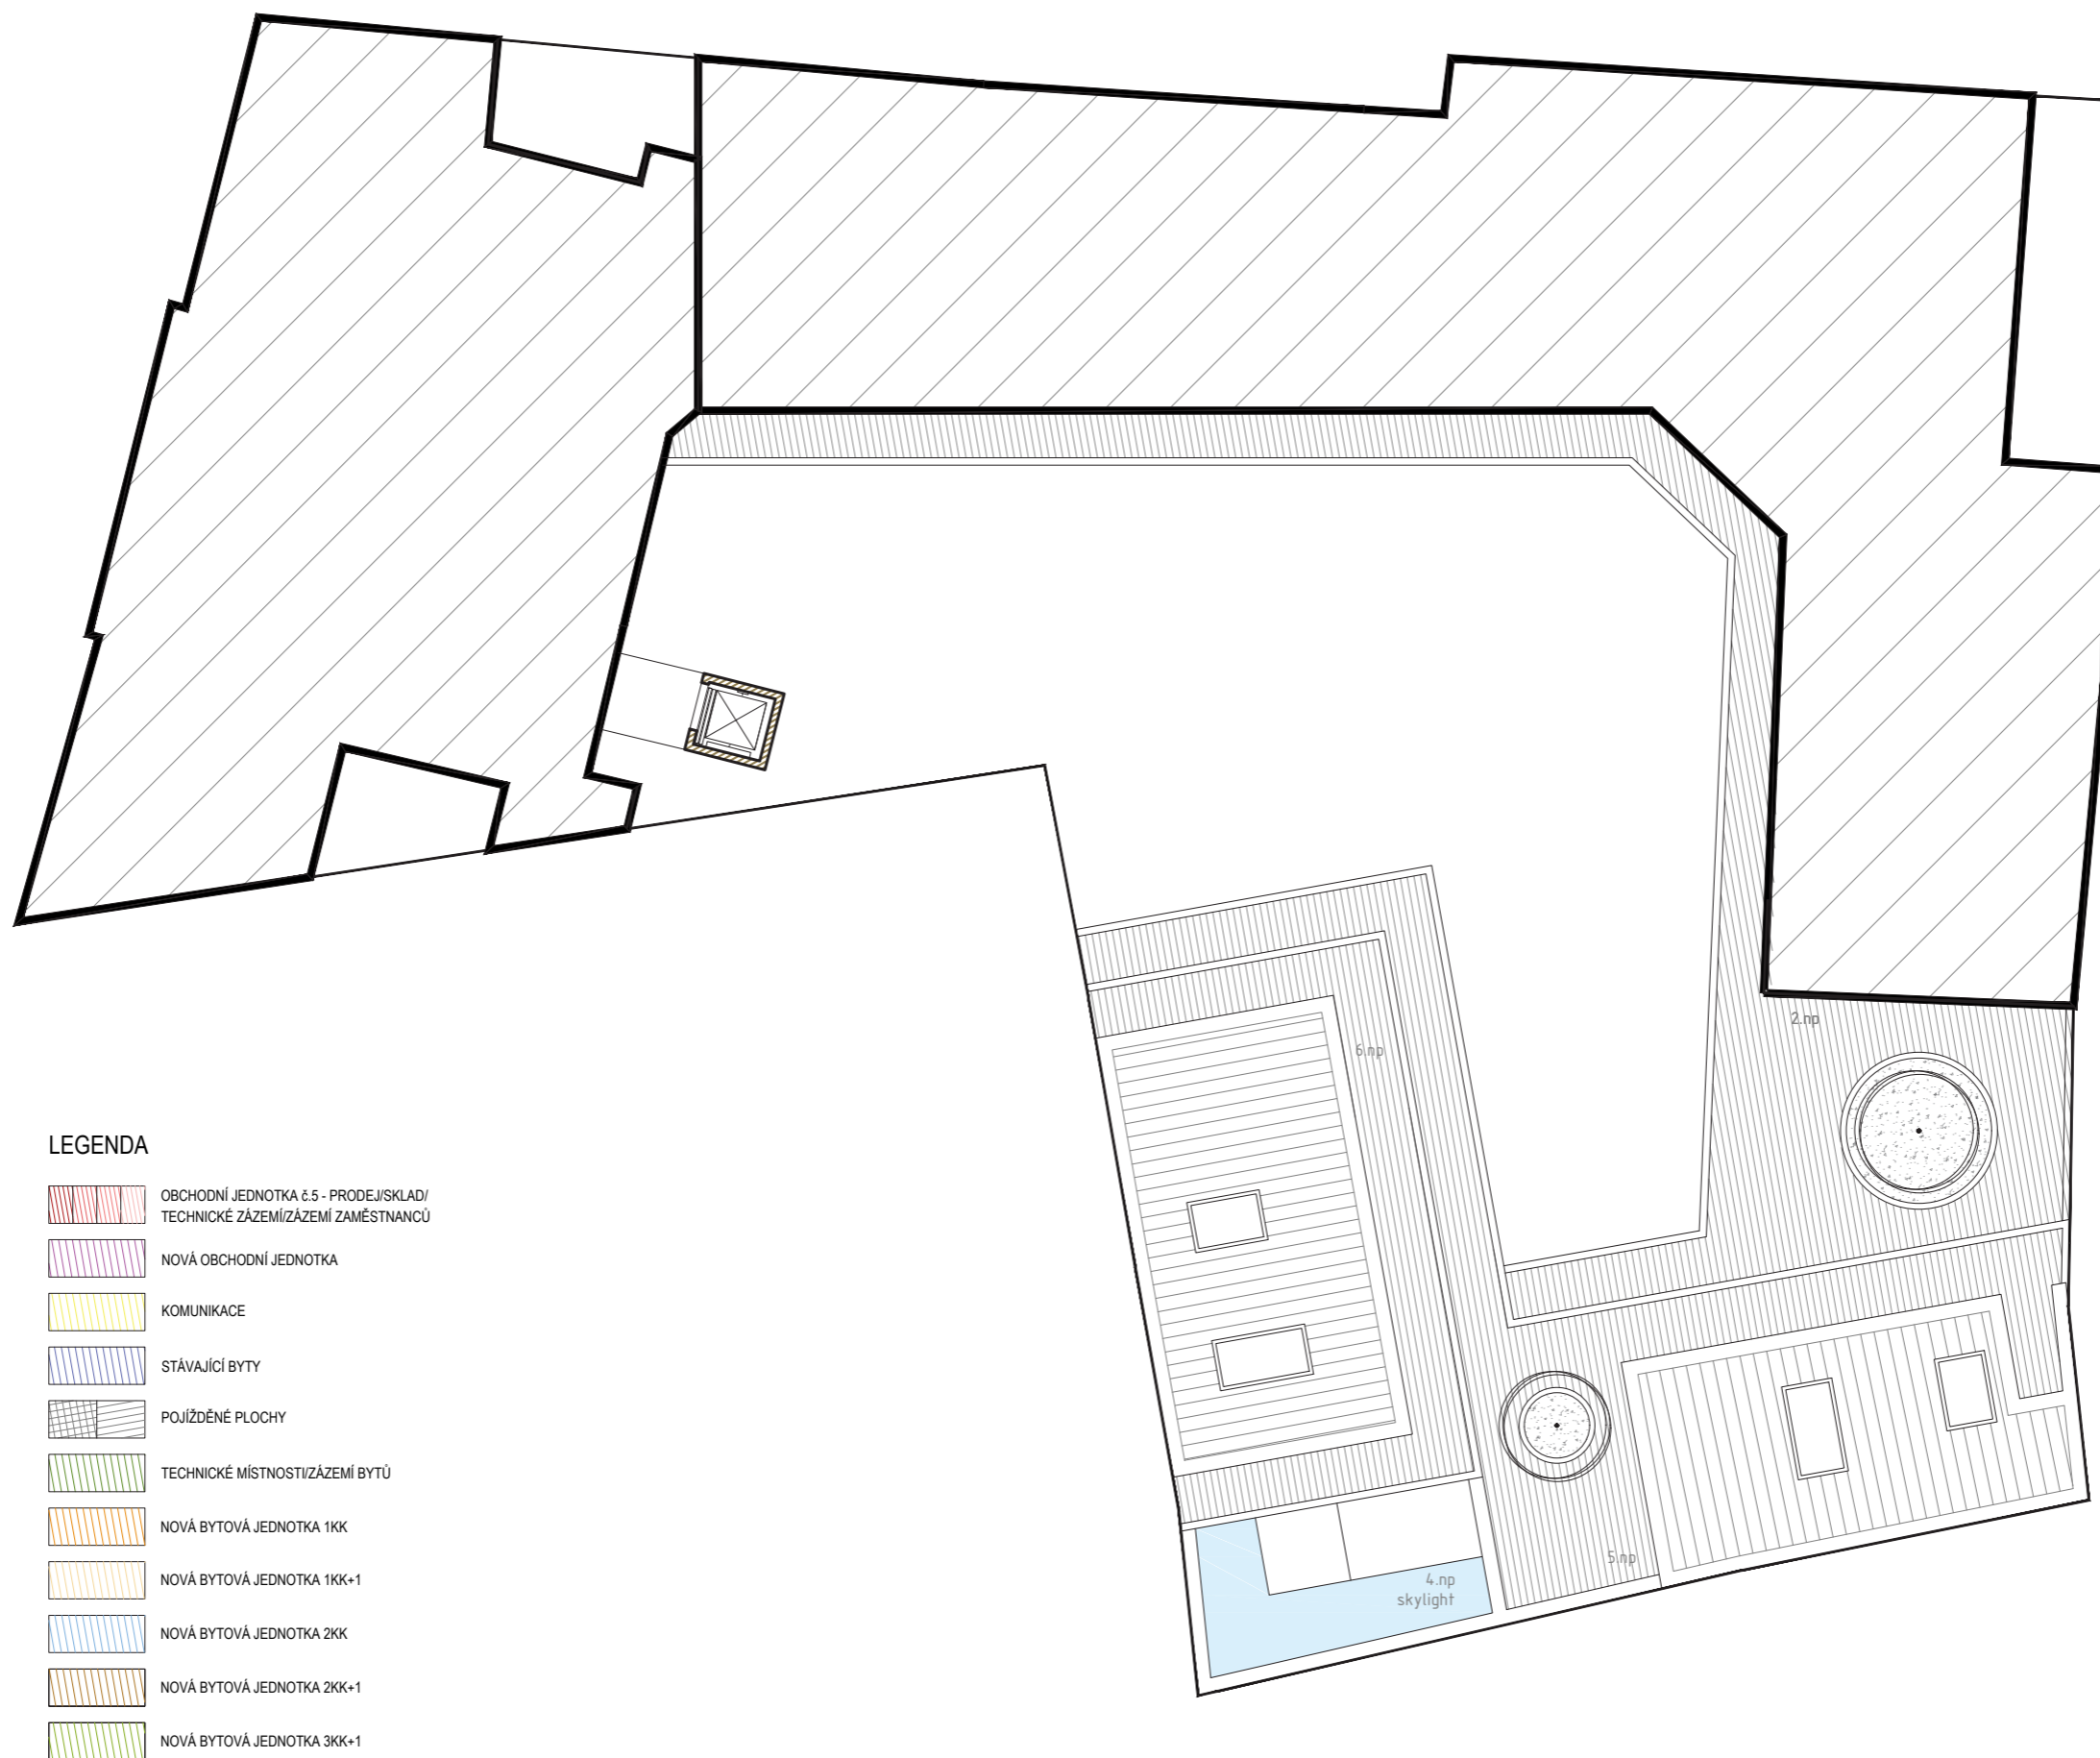 2.np
6.np
5.np
4.np
skylight
LEGENDA
OBCHODNÍ JEDNOTKA č.5 - PRODEJ/SKLAD/
TECHNICKÉ ZÁZEMÍ/ZÁZEMÍ ZAMĚSTNANCŮ
NOVÁ OBCHODNÍ JEDNOTKA
KOMUNIKACE
STÁVAJÍCÍ BYTY
POJÍŽDĚNÉ PLOCHY
TECHNICKÉ MÍSTNOSTI/ZÁZEMÍ BYTŮ
NOVÁ BYTOVÁ JEDNOTKA 1KK
NOVÁ BYTOVÁ JEDNOTKA 1KK+1
NOVÁ BYTOVÁ JEDNOTKA 2KK
NOVÁ BYTOVÁ JEDNOTKA 2KK+1
NOVÁ BYTOVÁ JEDNOTKA 3KK+1